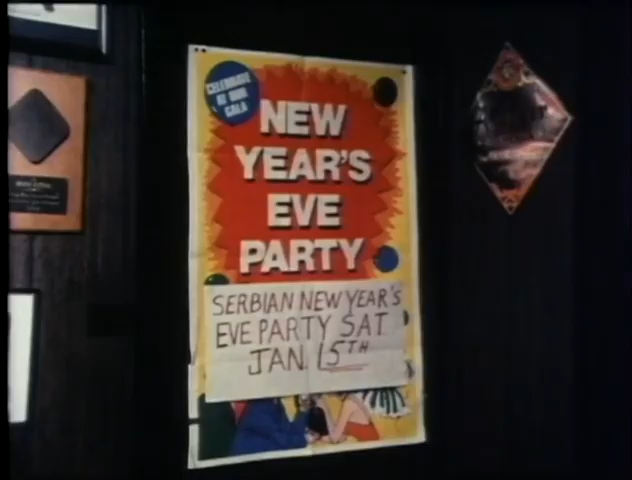 CELEBRATE
AT OUR
GALA
NEW
YEAR'S
EVE
PARTY
SERBIAN NEW YEAR'S
EVE PARTY SAT
JAN. 15TH